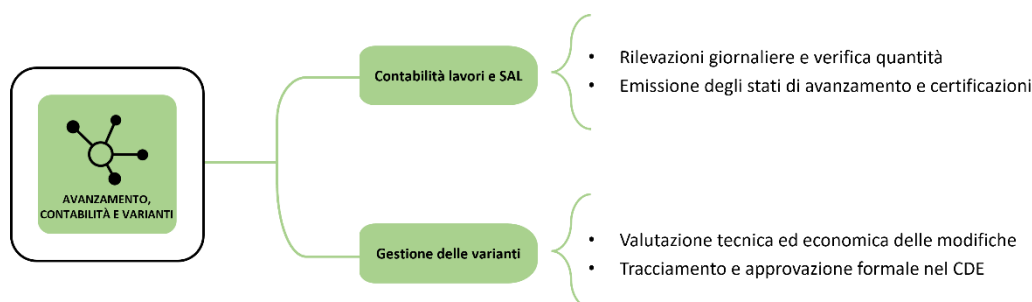 AVANZAMENTO,
CONTABILITÀ E VARIANTI
Contabilità lavori e SAL
• Rilevazioni giornaliere e verifica quantità
• Emissione degli stati di avanzamento e certificazioni
Gestione delle varianti
• Valutazione tecnica ed economica delle modifiche
• Tracciamento e approvazione formale nel CDE